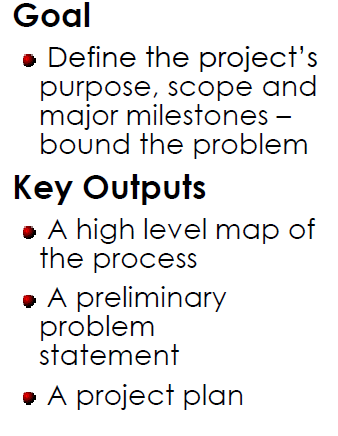 Goal
Define the project’s
purpose, scope and
major milestones –
bound the problem
Key Outputs
A high level map of
the process
A preliminary
problem
statement
A project plan